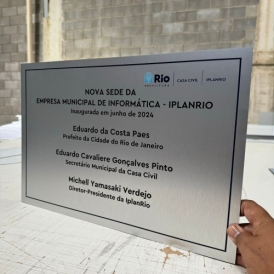 Rio
PREFEITURA
CASA CIVIL
IPLANRIO
NOVA SEDE DA
EMPRESA MUNICIPAL DE INFORMÁTICA - IPLANRIO
Inaugurada em junho de 2024
Eduardo da Costa Paes
Prefeito da Cidade do Rio de Janeiro
Eduardo Cavaliere Gonçalves Pinto
Secretário Municipal da Casa Civil
Michell Yamasaki Verdejo
Diretor-Presidente da IplanRio